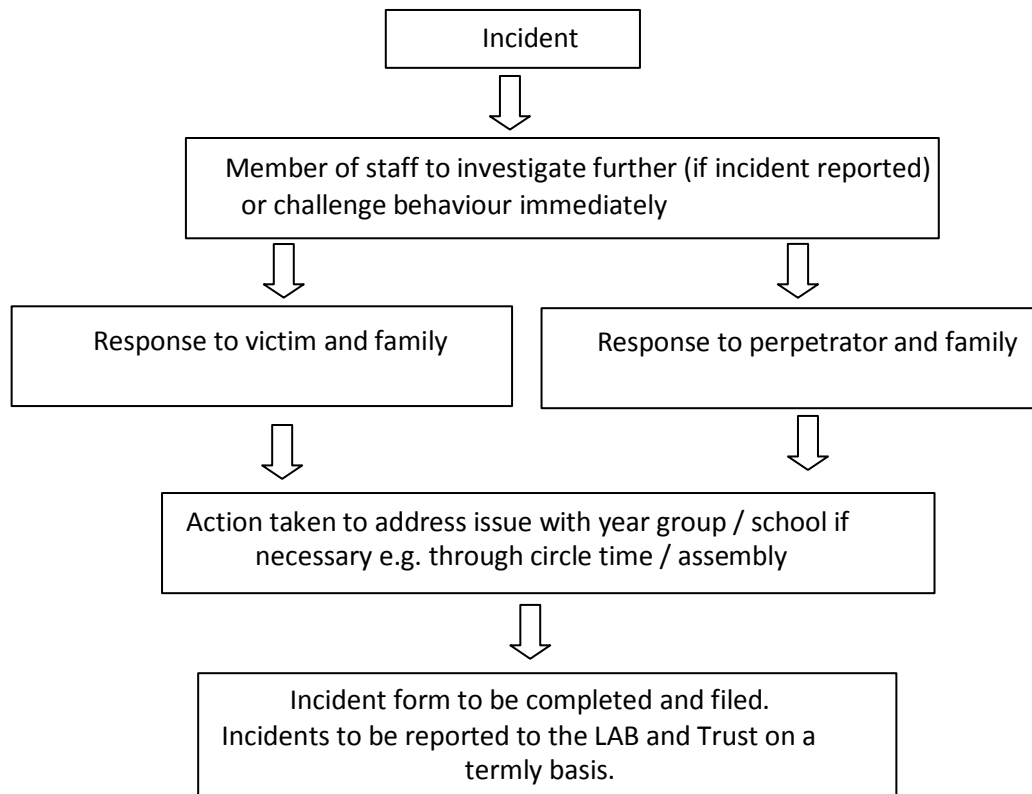 Incident
Member of staff to investigate further (if incident reported)
or challenge behaviour immediately
Response to victim and family
Response to perpetrator and family
Action taken to address issue with year group / school if
necessary e.g. through circle time / assembly
Incident form to be completed and filed.
Incidents to be reported to the LAB and Trust on a
termly basis.